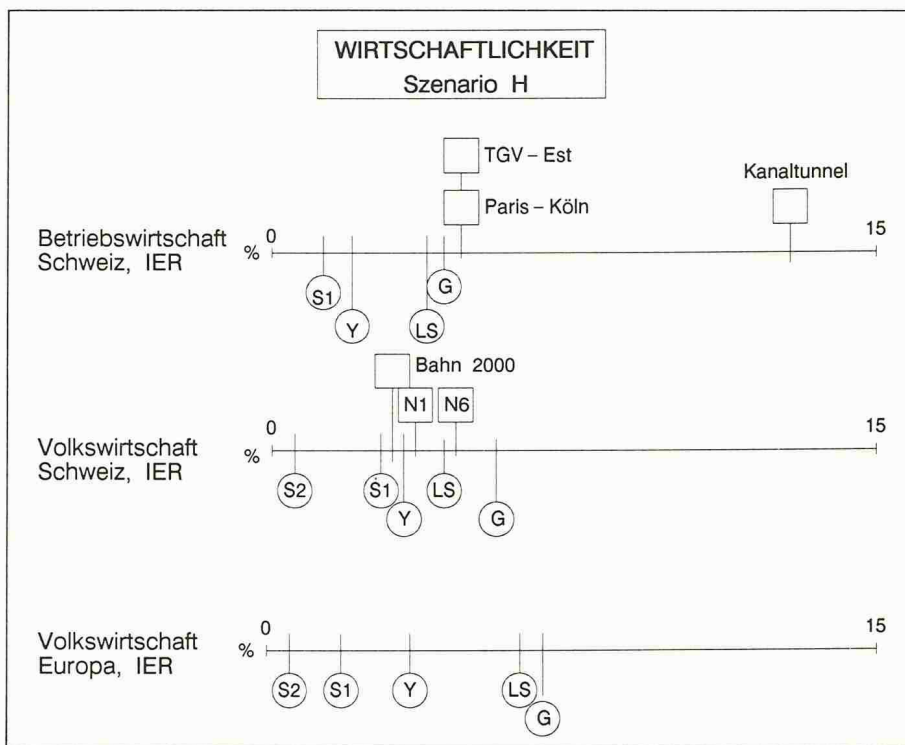 WIRTSCHAFTLICHKEIT
Szenario H
TGV – Est
Paris – Köln
Kanaltunnel
Betriebswirtschaft
Schweiz, IER
% 0 15
S1
Y
LS
G
Bahn 2000
N1
N6
Volkswirtschaft
Schweiz, IER
% 0 15
S2
S1
Y
LS
G
Volkswirtschaft
Europa, IER
% 0 15
S2
S1
Y
LS
G